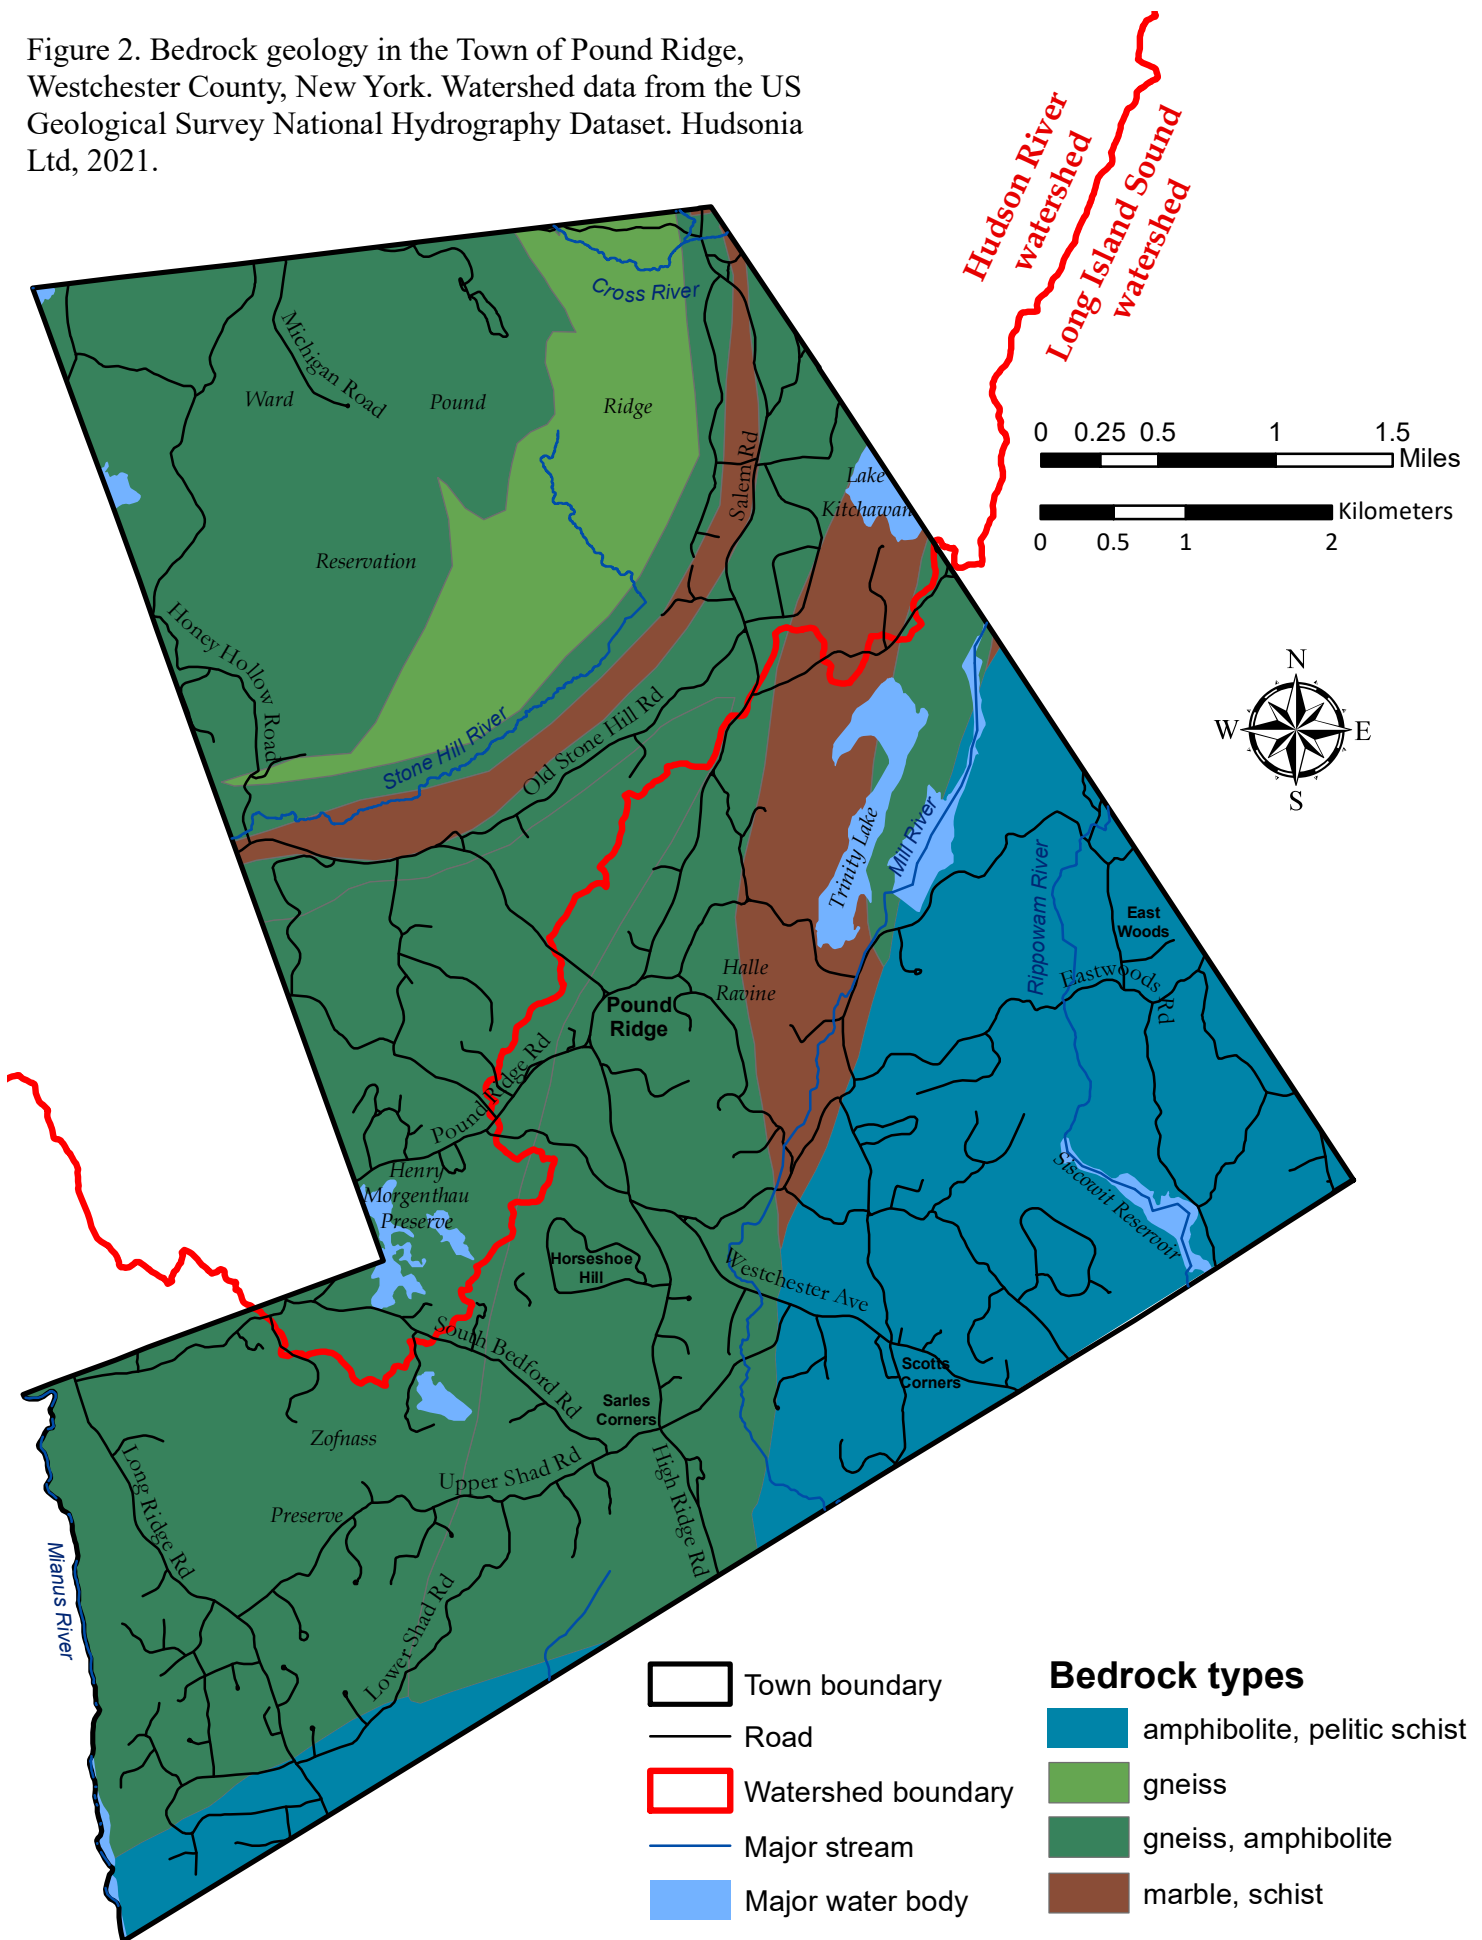 Figure 2. Bedrock geology in the Town of Pound Ridge,
Westchester County, New York. Watershed data from the US
Geological Survey National Hydrography Dataset. Hudsonia
Ltd, 2021.
Hudson River
watershed
Long Island Sound
watershed
0 0.25 0.5 1 1.5
Miles
Kilometers
0 0.5 1 2
N
W E
S
Cross River
Michigan Road
Ward Pound Ridge
Reservation
Salem Rd
Lake
Kitchawan
Honey Hollow Road
Stone Hill River
Old Stone Hill Rd
Trinity Lake
Mill River
Rippowam River
East
Woods
Eastwoods Rd
Halle
Ravine
Pound
Ridge
Pound Ridge Rd
Henry
Morgenthau
Preserve
Siscowit Reservoir
Horseshoe
Hill
Westchester Ave
South Bedford Rd
Scotts
Corners
Sarles
Corners
Zofnass
Preserve
Upper Shad Rd
High Ridge Rd
Long Ridge Rd
Mianus River
Lower Shad Rd
Town boundary
Road
Watershed boundary
Major stream
Major water body
Bedrock types
amphibolite, pelitic schist
gneiss
gneiss, amphibolite
marble, schist